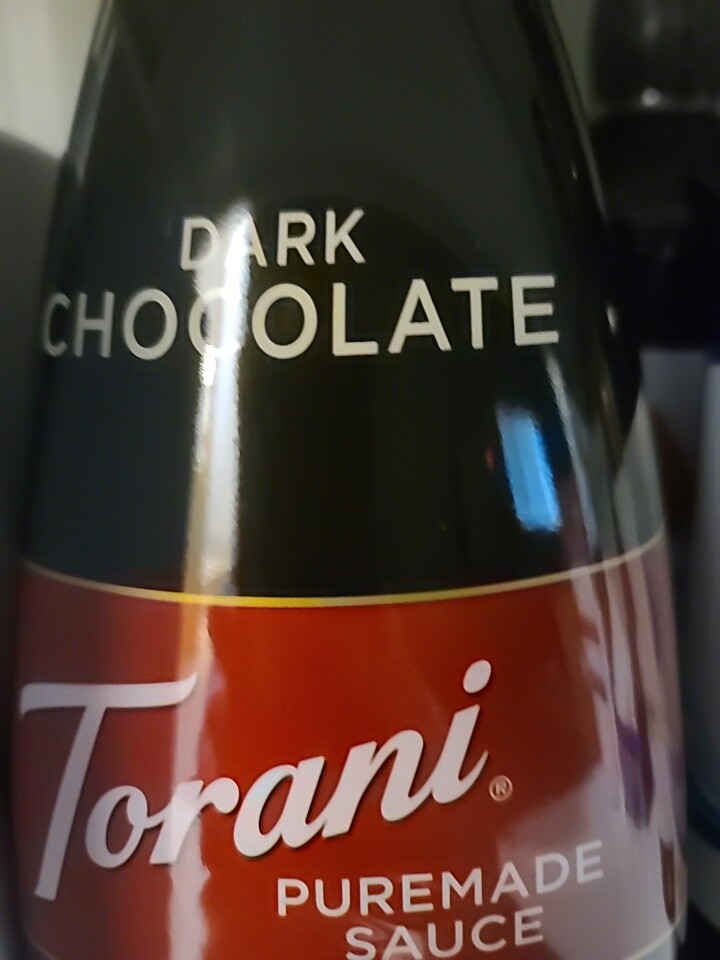 DARK
CHOCOLATE
Torani®
PUREMADE
SAUCE